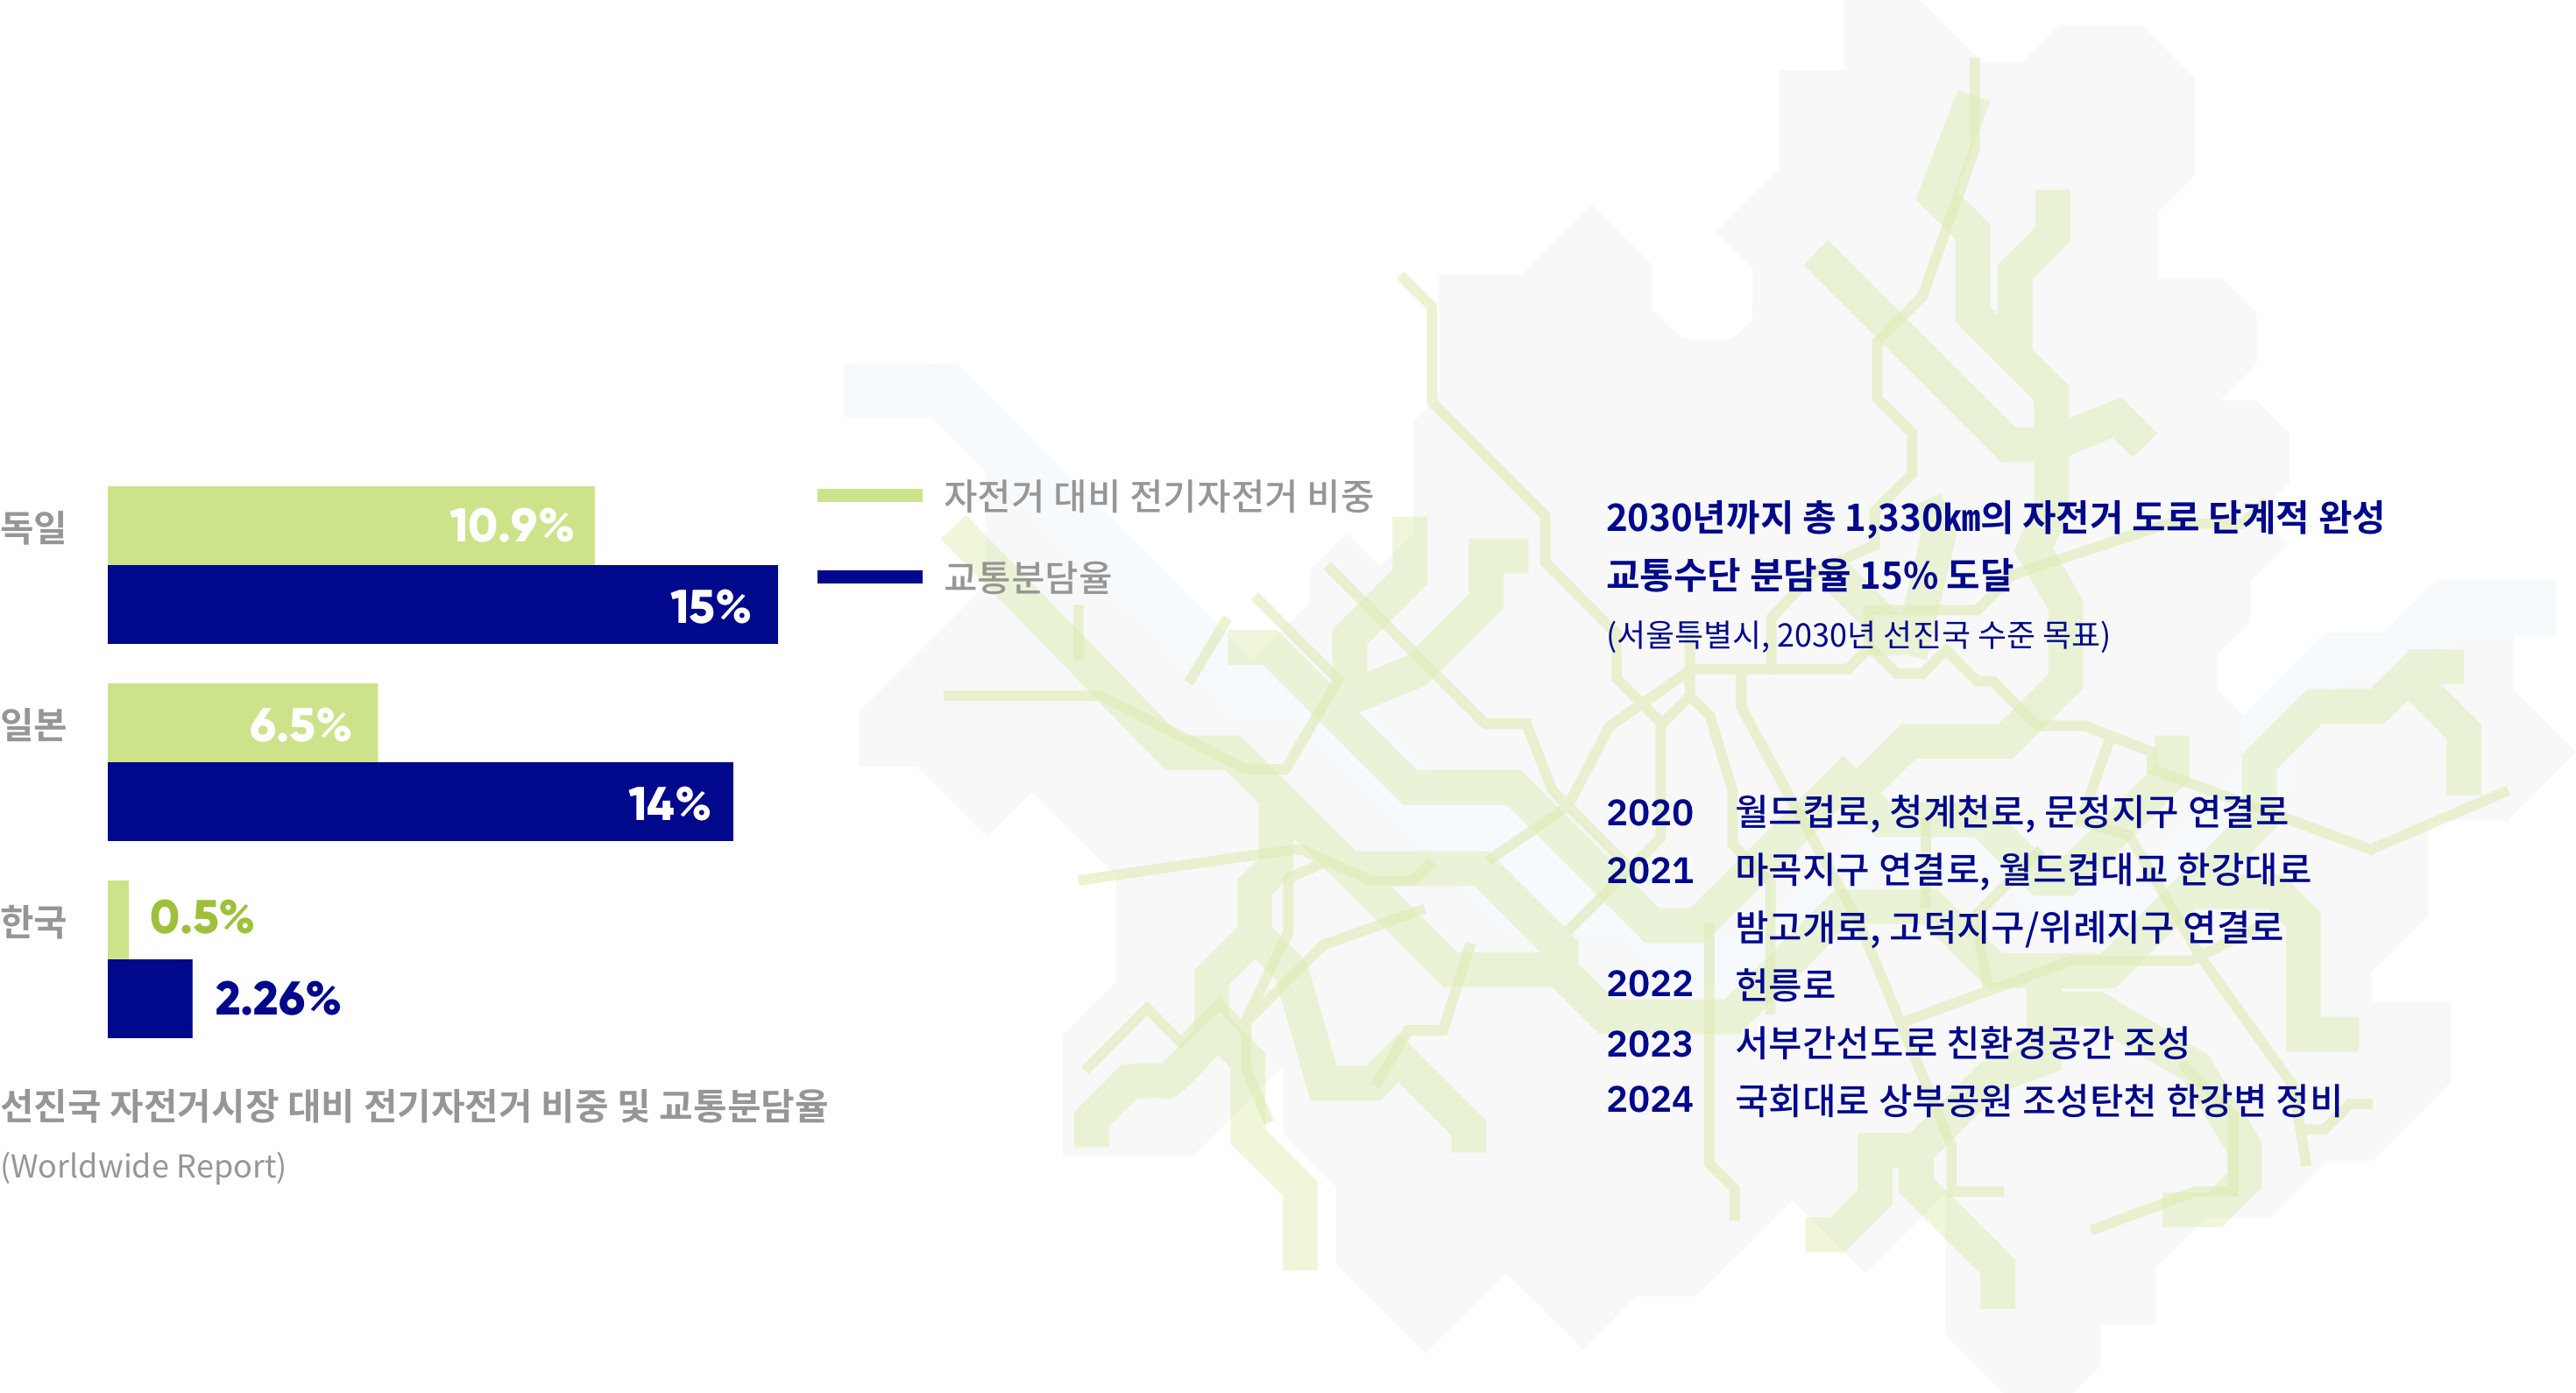 자전거 대비 전기자전거 비중
교통분담율
독일
10.9%
15%
일본
6.5%
14%
한국
0.5%
2.26%
선진국 자전거시장 대비 전기자전거 비중 및 교통분담율
(Worldwide Report)
2030년까지 총 1,330㎞의 자전거 도로 단계적 완성
교통수단 분담율 15% 도달
(서울특별시, 2030년 선진국 수준 목표)
2020 월드컵로, 청계천로, 문정지구 연결로
2021 마곡지구 연결로, 월드컵대교 한강대로
밤고개로, 고덕지구/위례지구 연결로
2022 헌릉로
2023 서부간선도로 친환경공간 조성
2024 국회대로 상부공원 조성탄천 한강변 정비